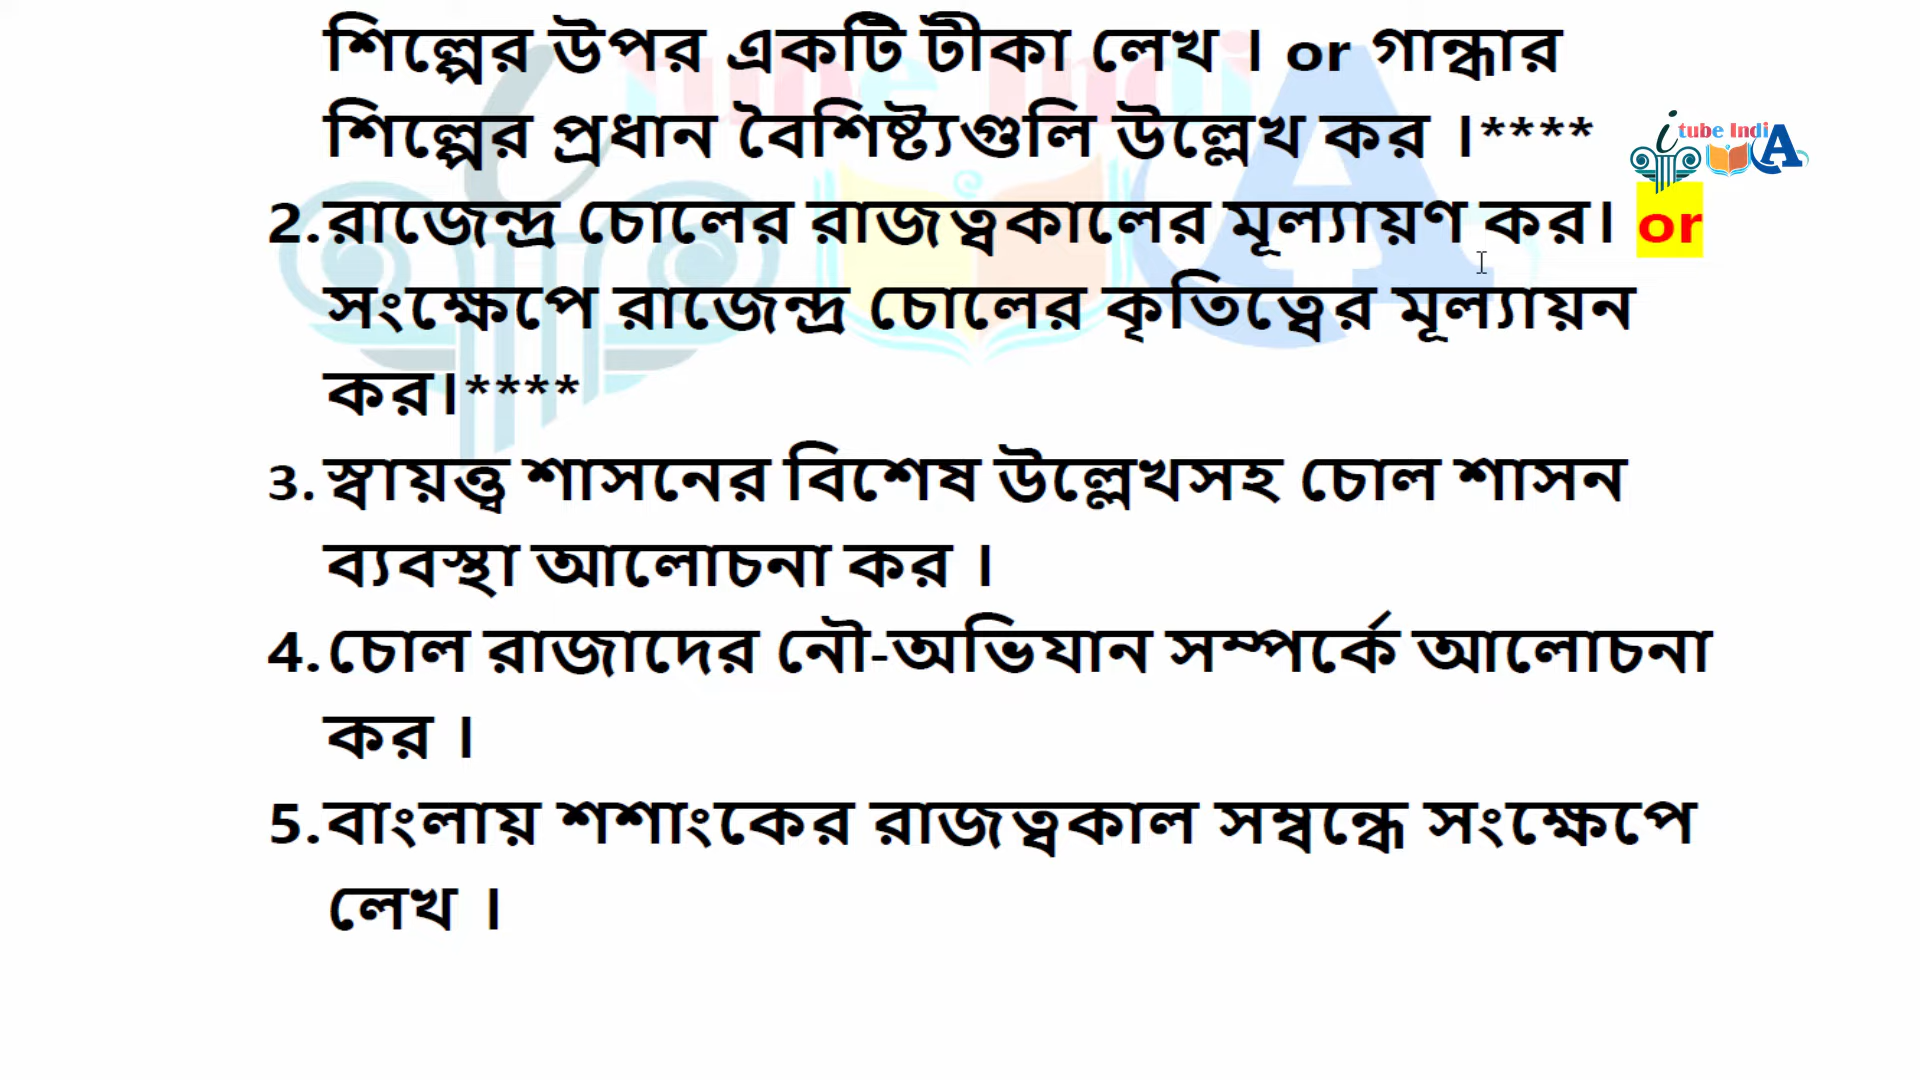 শিল্পের উপর একটি টীকা লেখ । or গান্ধার
শিল্পের প্রধান বৈশিষ্ট্যগুলি উল্লেখ কর ।****
itube IndiA
2.রাজেন্দ্র চোলের রাজত্বকালের মূল্যায়ণ কর। or
সংক্ষেপে রাজেন্দ্র চোলের কৃতিত্বের মূল্যায়ন
কর।****
3. স্বায়ত্ত্ব শাসনের বিশেষ উল্লেখসহ চোল শাসন
ব্যবস্থা আলোচনা কর ।
4.চোল রাজাদের নৌ-অভিযান সম্পর্কে আলোচনা
কর ।
5.বাংলায় শশাংকের রাজত্বকাল সম্বন্ধে সংক্ষেপে
লেখ ।